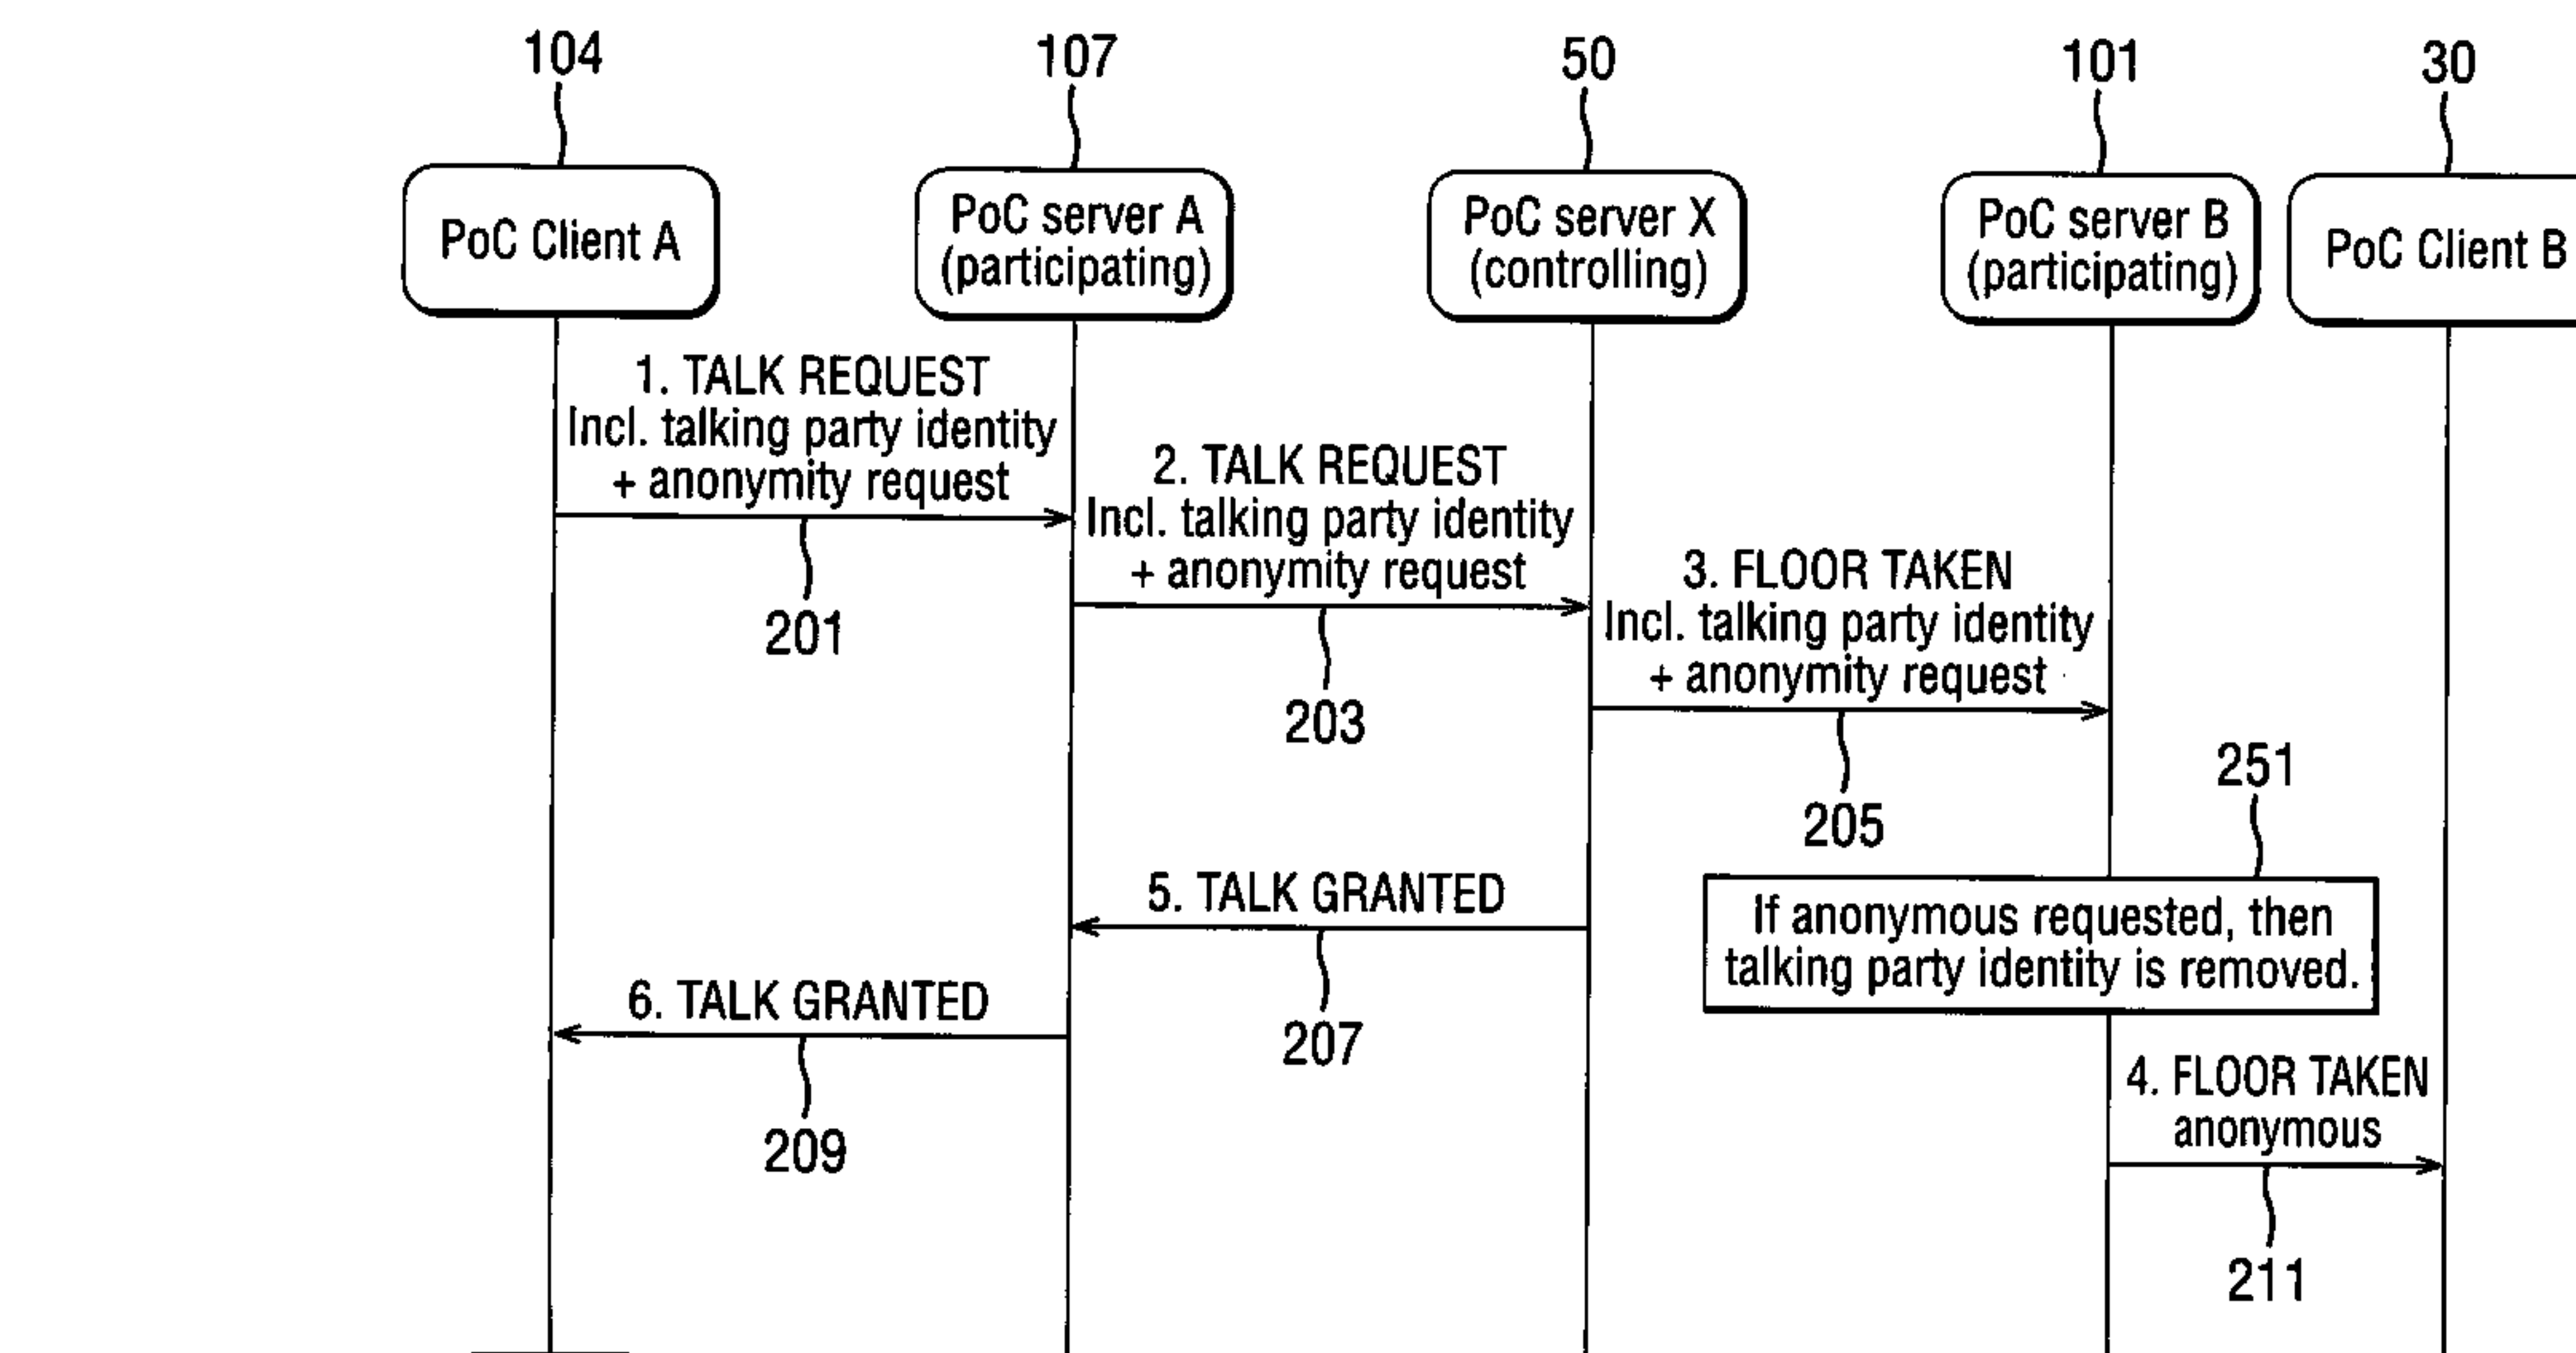 104
107
50
101
30
PoC Client A
PoC server A
(participating)
PoC server X
(controlling)
PoC server B
(participating)
PoC Client B
1. TALK REQUEST
Incl. talking party identity
+ anonymity request
201
2. TALK REQUEST
Incl. talking party identity
+ anonymity request
203
3. FLOOR TAKEN
Incl. talking party identity
+ anonymity request
205
251
If anonymous requested, then
talking party identity is removed.
5. TALK GRANTED
207
6. TALK GRANTED
209
4. FLOOR TAKEN
anonymous
211